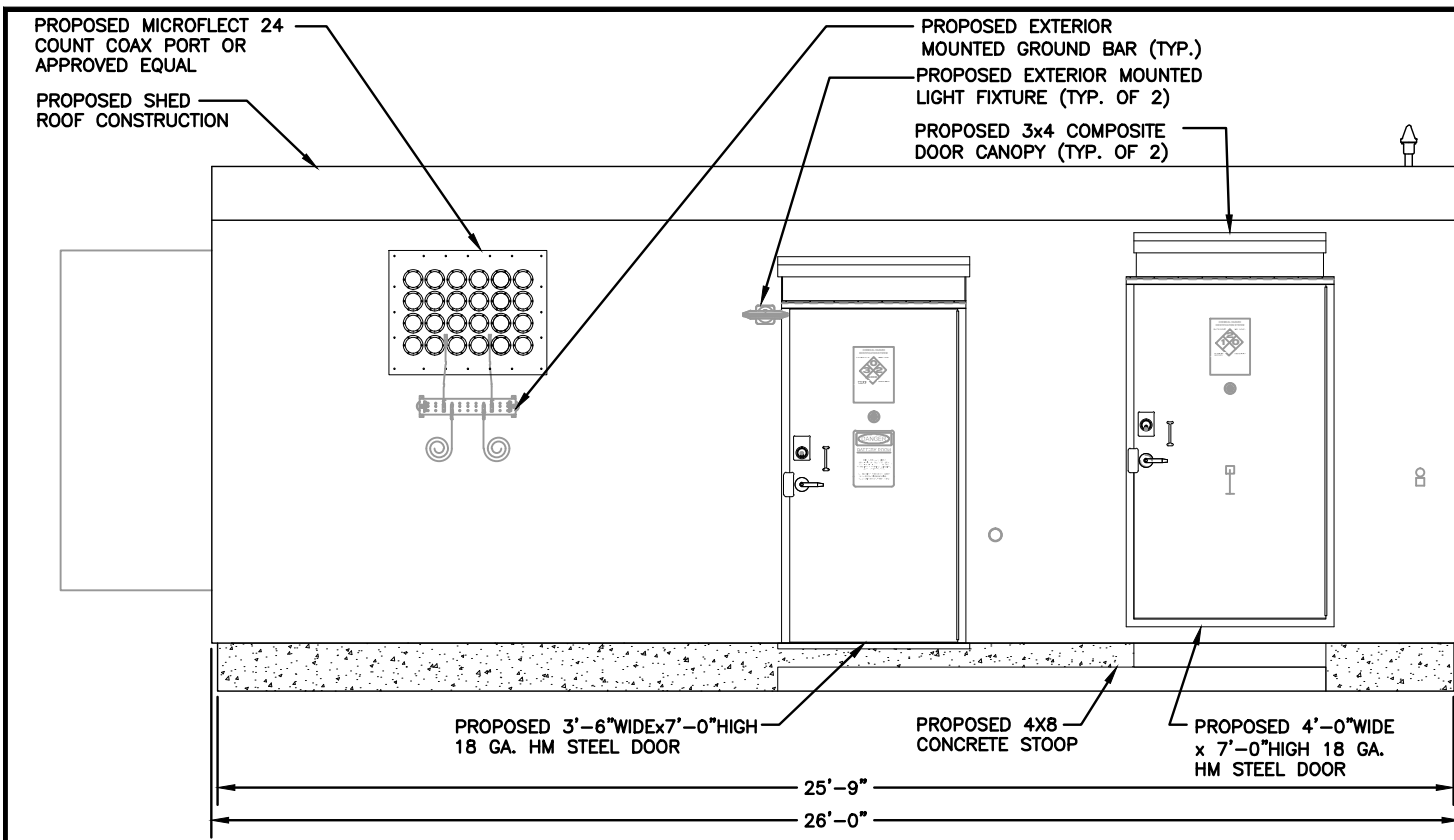 PROPOSED MICROFLECT 24
COUNT COAX PORT OR
APPROVED EQUAL
PROPOSED SHED
ROOF CONSTRUCTION
PROPOSED EXTERIOR
MOUNTED GROUND BAR (TYP.)
PROPOSED EXTERIOR MOUNTED
LIGHT FIXTURE (TYP. OF 2)
PROPOSED 3x4 COMPOSITE
DOOR CANOPY (TYP. OF 2)
DANGER
BATTERY ROOM
PROPOSED 3'-6"WIDEx7'-0"HIGH
18 GA. HM STEEL DOOR
PROPOSED 4X8
CONCRETE STOOP
PROPOSED 4'-0"WIDE
x 7'-0"HIGH 18 GA.
HM STEEL DOOR
25'-9"
26'-0"